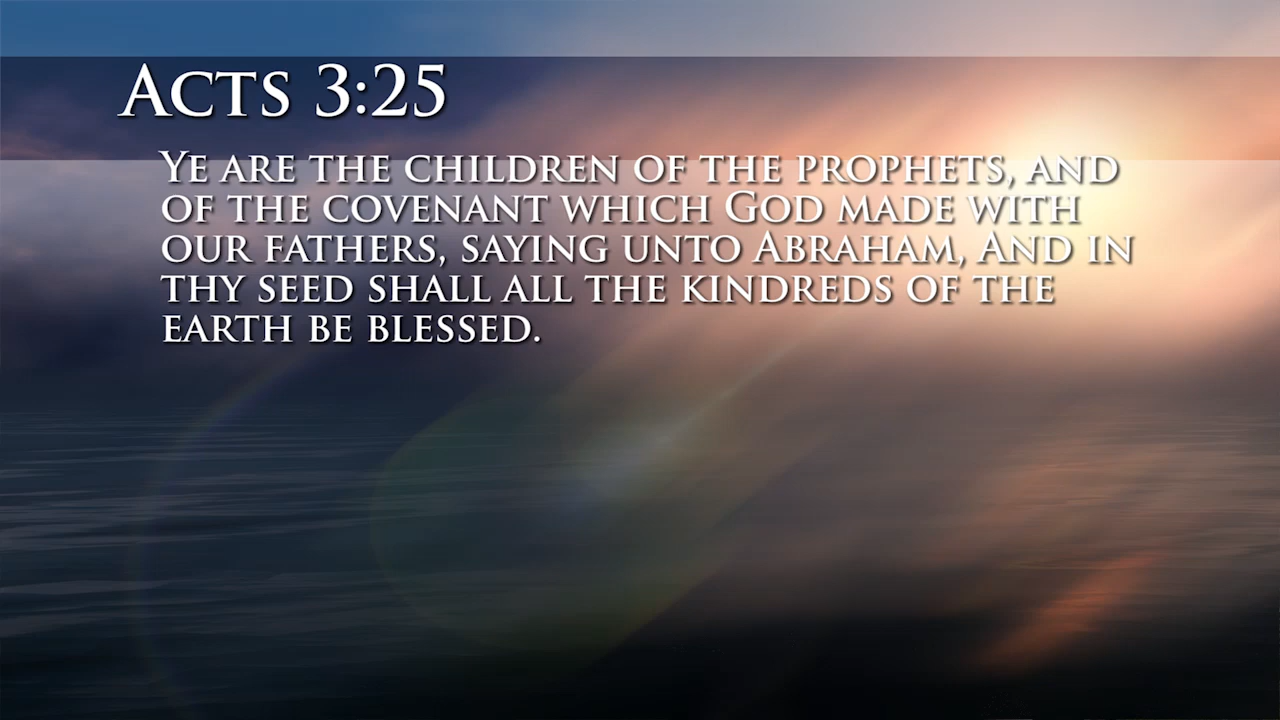 Acts 3:25
Ye are the children of the prophets, and
of the covenant which God made with
our fathers, saying unto Abraham, And in
thy seed shall all the kindreds of the
earth be blessed.